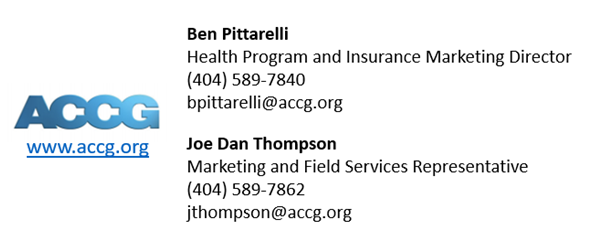 ACCG
www.accg.org
Ben Pittarelli
Health Program and Insurance Marketing Director
(404) 589-7840
bpittarelli@accg.org
Joe Dan Thompson
Marketing and Field Services Representative
(404) 589-7862
jthompson@accg.org